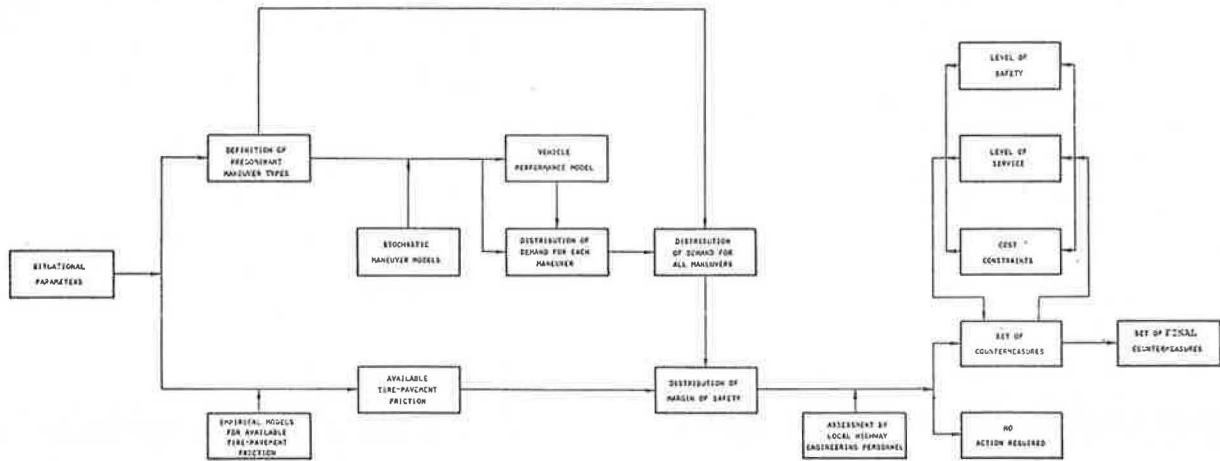 LEVEL OF
SAFETY
DEFINITION OF
PREDOMINANT
MANEUVER TYPES
VEHICLE
PERFORMANCE MODEL
LEVEL OF
SERVICE
STOCHASTIC
MANEUVER MODELS
DISTRIBUTION OF
DEMAND FOR EACH
MANEUVER
DISTRIBUTION
OF DEMAND FOR
ALL MANEUVERS
COST
CONSTRAINTS
SITUATIONAL
PARAMETERS
SET OF
COUNTERMEASURES
SET OF FINAL
COUNTERMEASURES
AVAILABLE
TIRE-PAVEMENT
FRICTION
DISTRIBUTION OF
MARGIN OF SAFETY
EMPIRICAL MODELS
FOR AVAILABLE
TIRE-PAVEMENT
FRICTION
ASSESSMENT BY
LOCAL HIGHWAY
ENGINEERING PERSONNEL
NO
ACTION REQUIRED